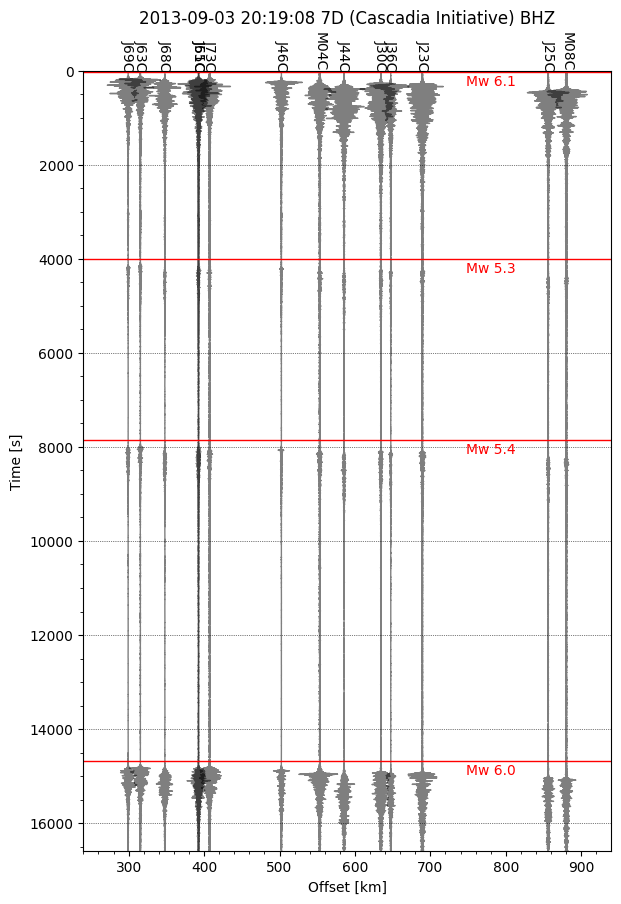 2013-09-03 20:19:08 7D (Cascadia Initiative) BHZ
J69C
J63C
J68C
J61C
J73C
J46C
M04C
J44C
J30C
J36C
J23C
J25C
M08C
0
Mw 6.1
2000
4000
Mw 5.3
6000
8000
Mw 5.4
10000
12000
14000
Mw 6.0
16000
Time [s]
300 400 500 600 700 800 900
Offset [km]